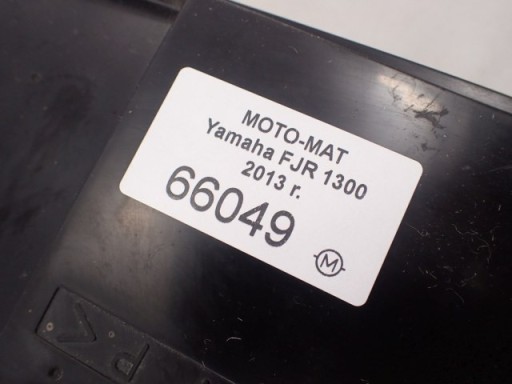 MOTO-MAT
Yamaha FJR 1300
2013 r.
66049
M